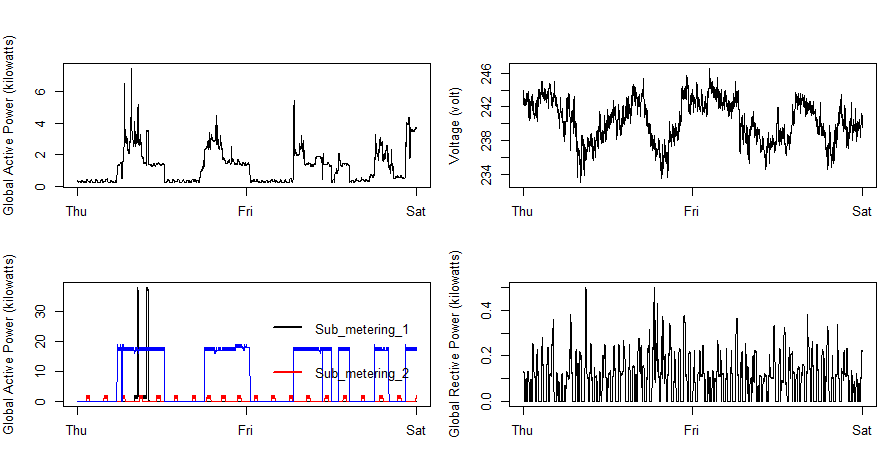 Global Active Power (kilowatts)
0 2 4 6
Thu Fri Sat
Voltage (volt)
234 238 242 246
Thu Fri Sat
Global Active Power (kilowatts)
0 10 20 30
Sub_metering_1
Sub_metering_2
Thu Fri Sat
Global Rective Power (kilowatts)
0.0 0.2 0.4
Thu Fri Sat